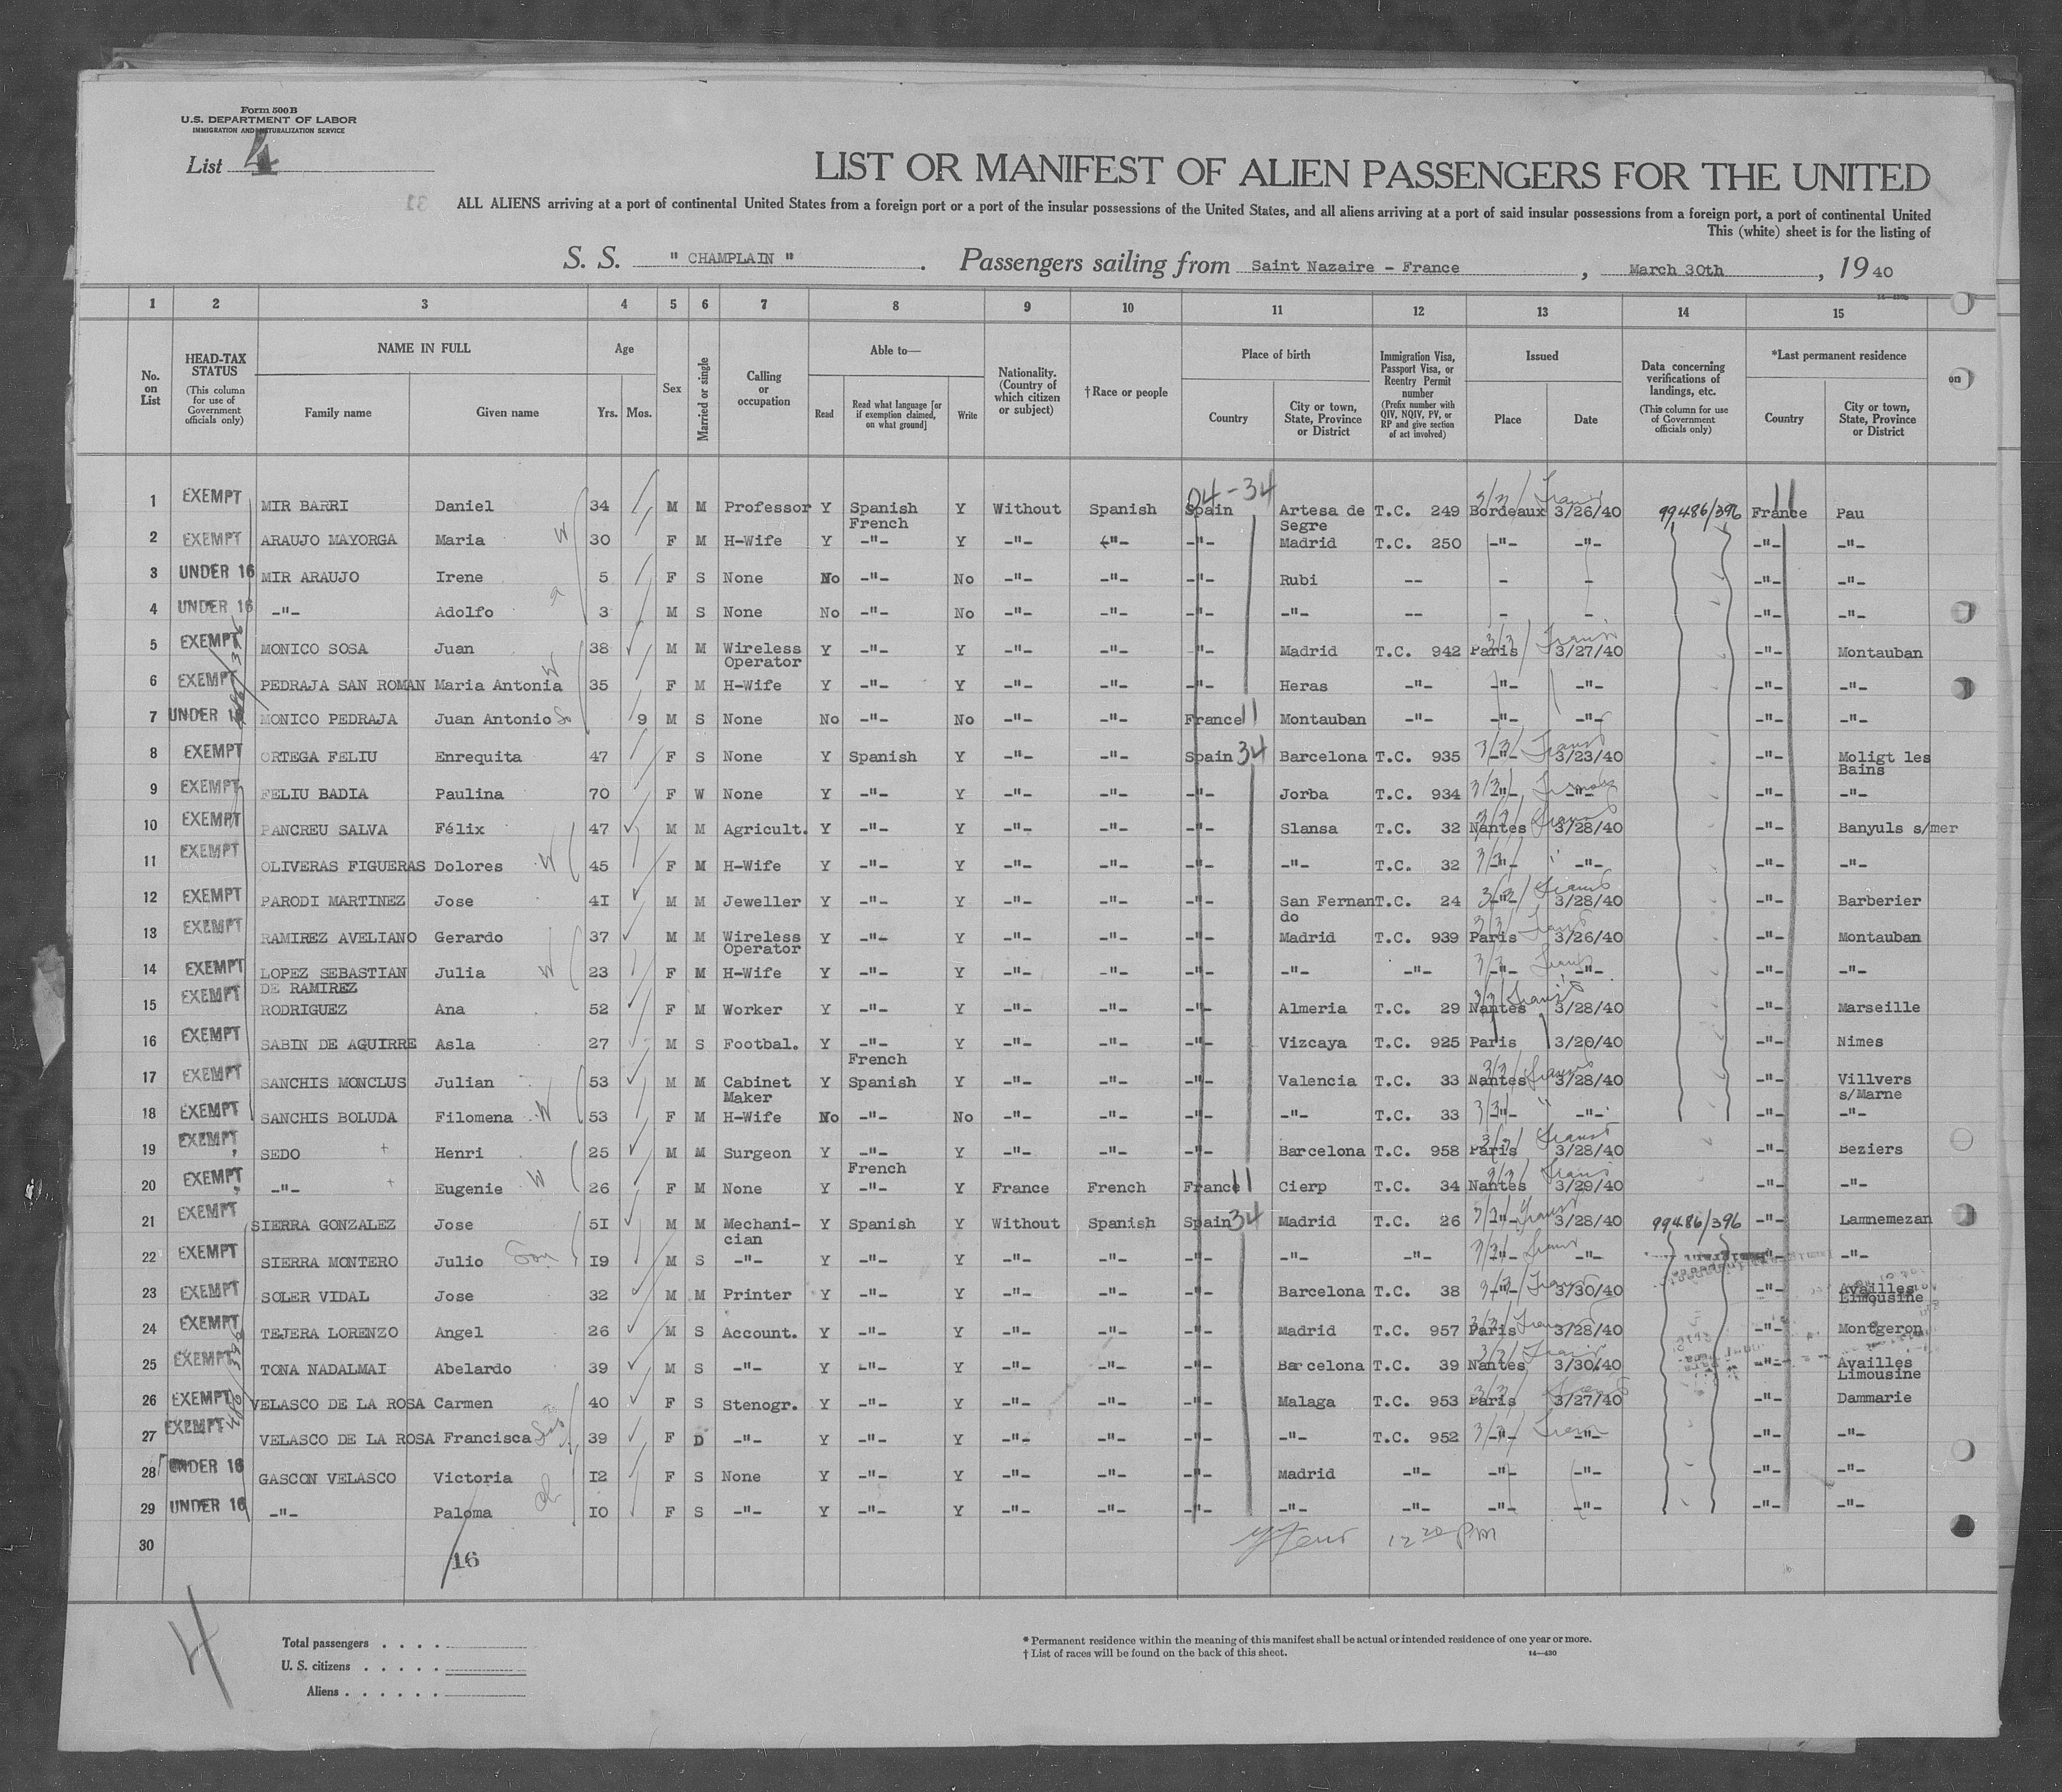 Form 500 B
U.S. DEPARTMENT OF LABOR
IMMIGRATION AND NATURALIZATION SERVICE
List 4
LIST OR MANIFEST OF ALIEN PASSENGERS FOR THE UNITED
ALL ALIENS arriving at a port of continental United States from a foreign port or a port of the insular possessions of the United States, and all aliens arriving at a port of said insular possessions from a foreign port, a port of continental United
This (white) sheet is for the listing of
S. S. " CHAMPLAIN ". Passengers sailing from Saint Nazaire - France, March 30th, 19 40
1 2 3 4 5 6 7 8 9 10 11 12 13 14 15
No. on List
HEAD-TAX STATUS (This column for use of Government officials only)
NAME IN FULL Family name Given name
Age Yrs. Mos.
Sex
Married or single
Calling or occupation
Able to— Read Read what language [or if exemption claimed, on what ground] Write
Nationality. (Country of which citizen or subject)
† Race or people
Place of birth Country City or town, State, Province or District
Immigration Visa, Passport Visa, or Reentry Permit number (Prefix number with QIV, NQIV, PV, or RP and give section of act involved)
Issued Place Date
Data concerning verifications of landings, etc. (This column for use of Government officials only)
*Last permanent residence Country City or town, State, Province or District
on
04-34
1 EXEMPT MIR BARRI Daniel 34 M M Professor Y Spanish French Y Without Spanish Spain Artesa de Segre T.C. 249 Bordeaux 3/26/40 99486/396 France Pau
2 EXEMPT ARAUJO MAYORGA Maria W 30 F M H-Wife Y -"- Y -"- -"- -"- Madrid T.C. 250 -"- -"- -"- -"-
3 UNDER 16 MIR ARAUJO Irene 5 F S None No -"- No -"- -"- -"- Rubi -- - - -"- -"-
4 UNDER 16 -"- Adolfo 3 M S None No -"- No -"- -"- -"- -"- -- - - -"- -"-
5 EXEMPT MONICO SOSA Juan 38 M M Wireless Operator Y -"- Y -"- -"- -"- Madrid T.C. 942 Paris 3/27/40 -"- Montauban
6 EXEMPT PEDRAJA SAN ROMAN Maria Antonia W 35 F M H-Wife Y -"- Y -"- -"- -"- Heras -"- -"- -"- -"- -"-
7 UNDER 16 MONICO PEDRAJA Juan Antonio 9 M S None No -"- No -"- -"- France Montauban -"- -"- -"- -"- -"-
8 EXEMPT ORTEGA FELIU Enrequita 47 F S None Y Spanish Y -"- -"- Spain 34 Barcelona T.C. 935 -"- 3/23/40 -"- Moligt les Bains
9 EXEMPT FELIU BADIA Paulina 70 F W None Y -"- Y -"- -"- -"- Jorba T.C. 934 -"- -"- -"- -"-
10 EXEMPT PANCREU SALVA Félix 47 M M Agricult. Y -"- Y -"- -"- -"- Slansa T.C. 32 Nantes 3/28/40 -"- Banyuls s/mer
11 EXEMPT OLIVERAS FIGUERAS Dolores W 45 F M H-Wife Y -"- Y -"- -"- -"- -"- T.C. 32 -"- -"- -"- -"-
12 EXEMPT PARODI MARTINEZ Jose 4I M M Jeweller Y -"- Y -"- -"- -"- San Fernando T.C. 24 -"- 3/28/40 -"- Barberier
13 EXEMPT RAMIREZ AVELIANO Gerardo 37 M M Wireless Operator Y -"- Y -"- -"- -"- Madrid T.C. 939 Paris 3/26/40 -"- Montauban
14 EXEMPT LOPEZ SEBASTIAN DE RAMIREZ Julia W 23 F M H-Wife Y -"- Y -"- -"- -"- -"- -"- -"- -"- -"- -"-
15 EXEMPT RODRIGUEZ Ana 52 F M Worker Y -"- Y -"- -"- -"- Almeria T.C. 29 Nantes 3/28/40 -"- Marseille
16 EXEMPT SABIN DE AGUIRRE Asla 27 M S Footbal. Y -"- Y -"- -"- -"- Vizcaya T.C. 925 Paris 3/20/40 -"- Nimes
17 EXEMPT SANCHIS MONCLUS Julian 53 M M Cabinet Maker Y French Spanish Y -"- -"- -"- Valencia T.C. 33 Nantes 3/28/40 -"- Villvers s/Marne
18 EXEMPT SANCHIS BOLUDA Filomena W 53 F M H-Wife No -"- No -"- -"- -"- -"- T.C. 33 -"- -"- -"- -"-
19 EXEMPT SEDO Henri 25 M M Surgeon Y -"- French Y -"- -"- -"- Barcelona T.C. 958 Paris 3/28/40 -"- Beziers
20 EXEMPT -"- Eugenie W 26 F M None Y -"- Y France French France Cierp T.C. 34 Nantes 3/29/40 -"- -"-
21 EXEMPT SIERRA GONZALEZ Jose 5I M M Mechanician Y Spanish Y Without Spanish Spain 34 Madrid T.C. 26 -"- 3/28/40 99486/396 -"- Lannemezan
22 EXEMPT SIERRA MONTERO Julio Son I9 M S -"- Y -"- Y -"- -"- -"- -"- -"- -"- -"- -"- -"-
23 EXEMPT SOLER VIDAL Jose 32 M M Printer Y -"- Y -"- -"- -"- Barcelona T.C. 38 -"- 3/30/40 -"- Availles Limousine
24 EXEMPT TEJERA LORENZO Angel 26 M S Account. Y -"- Y -"- -"- -"- Madrid T.C. 957 Paris 3/28/40 -"- Montgeron
25 EXEMPT TONA NADALMAI Abelardo 39 M S -"- Y -"- Y -"- -"- -"- Barcelona T.C. 39 Nantes 3/30/40 -"- Availles Limousine
26 EXEMPT VELASCO DE LA ROSA Carmen 40 F S Stenogr. Y -"- Y -"- -"- -"- Malaga T.C. 953 Paris 3/27/40 -"- Dammarie
27 EXEMPT VELASCO DE LA ROSA Francisca 39 F D -"- Y -"- Y -"- -"- -"- -"- T.C. 952 -"- -"- -"- -"-
28 UNDER 16 GASCON VELASCO Victoria I2 F S None Y -"- Y -"- -"- -"- Madrid -"- -"- -"- -"- -"-
29 UNDER 16 -"- Paloma I0 F S -"- Y -"- Y -"- -"- -"- -"- -"- -"- -"- -"- -"-
30
12 20 PM
16
4
Total passengers . . . .
U. S. citizens . . . . .
Aliens . . . . . .
* Permanent residence within the meaning of this manifest shall be actual or intended residence of one year or more.
† List of races will be found on the back of this sheet.
14—430